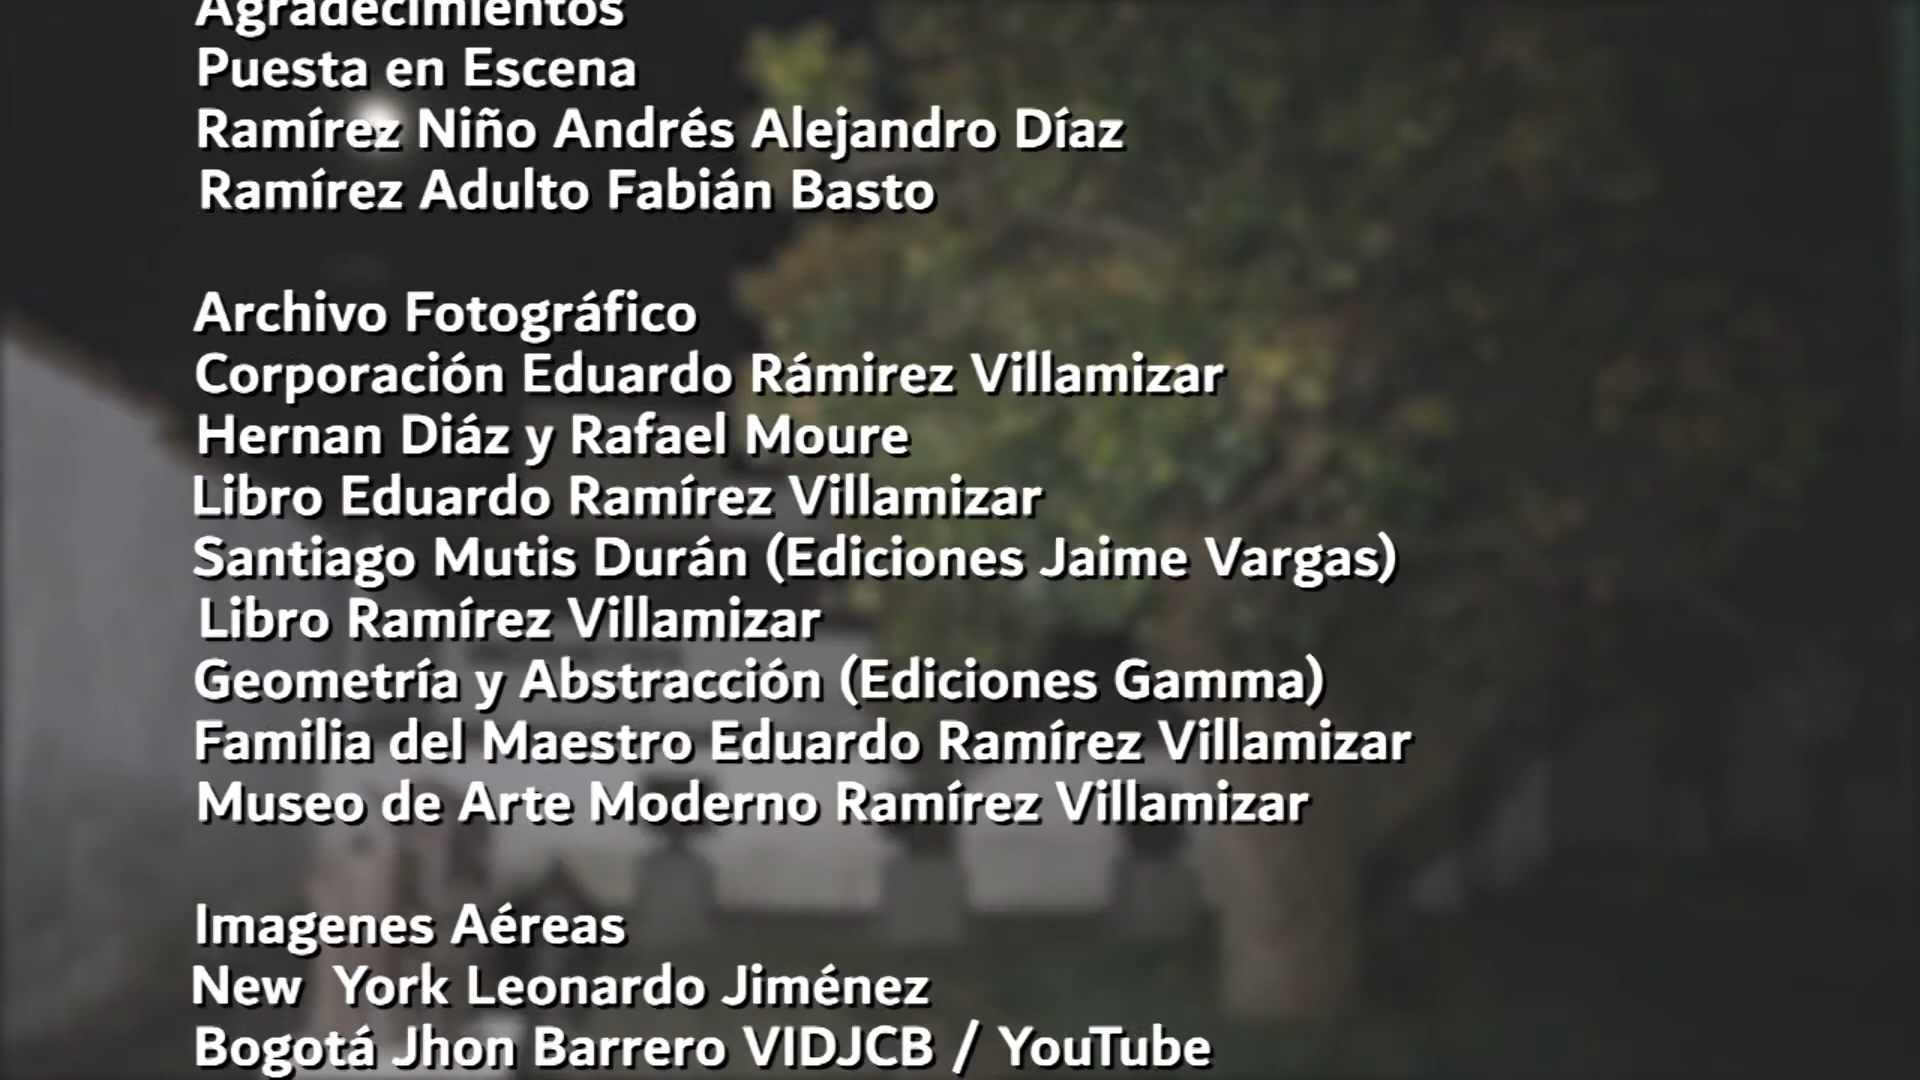 Agradecimientos
Puesta en Escena
Ramírez Niño Andrés Alejandro Díaz
Ramírez Adulto Fabián Basto
Archivo Fotográfico
Corporación Eduardo Rámirez Villamizar
Hernan Diáz y Rafael Moure
Libro Eduardo Ramírez Villamizar
Santiago Mutis Durán (Ediciones Jaime Vargas)
Libro Ramírez Villamizar
Geometría y Abstracción (Ediciones Gamma)
Familia del Maestro Eduardo Ramírez Villamizar
Museo de Arte Moderno Ramírez Villamizar
Imagenes Aéreas
New  York Leonardo Jiménez
Bogotá Jhon Barrero VIDJCB / YouTube